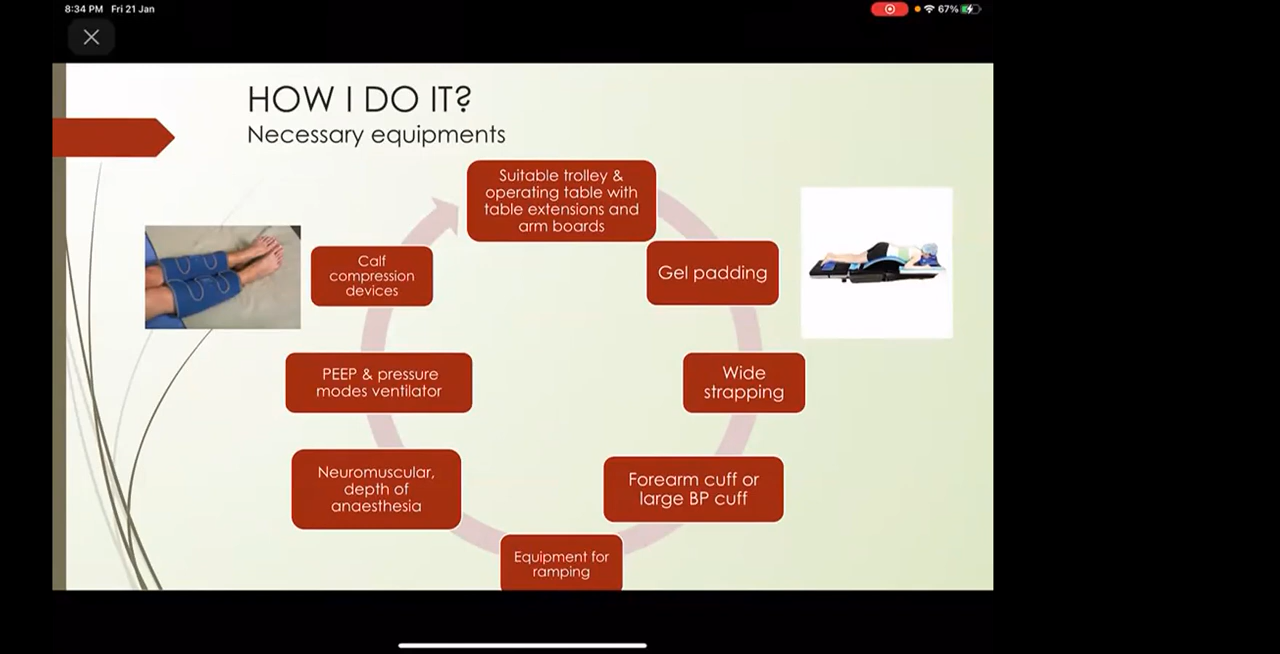 8:34 PM Fri 21 Jan
67%
HOW I DO IT?
Necessary equipments
Suitable trolley &
operating table with
table extensions and
arm boards
Gel padding
Wide
strapping
Forearm cuff or
large BP cuff
Equipment for
ramping
Neuromuscular,
depth of
anaesthesia
PEEP & pressure
modes ventilator
Calf
compression
devices